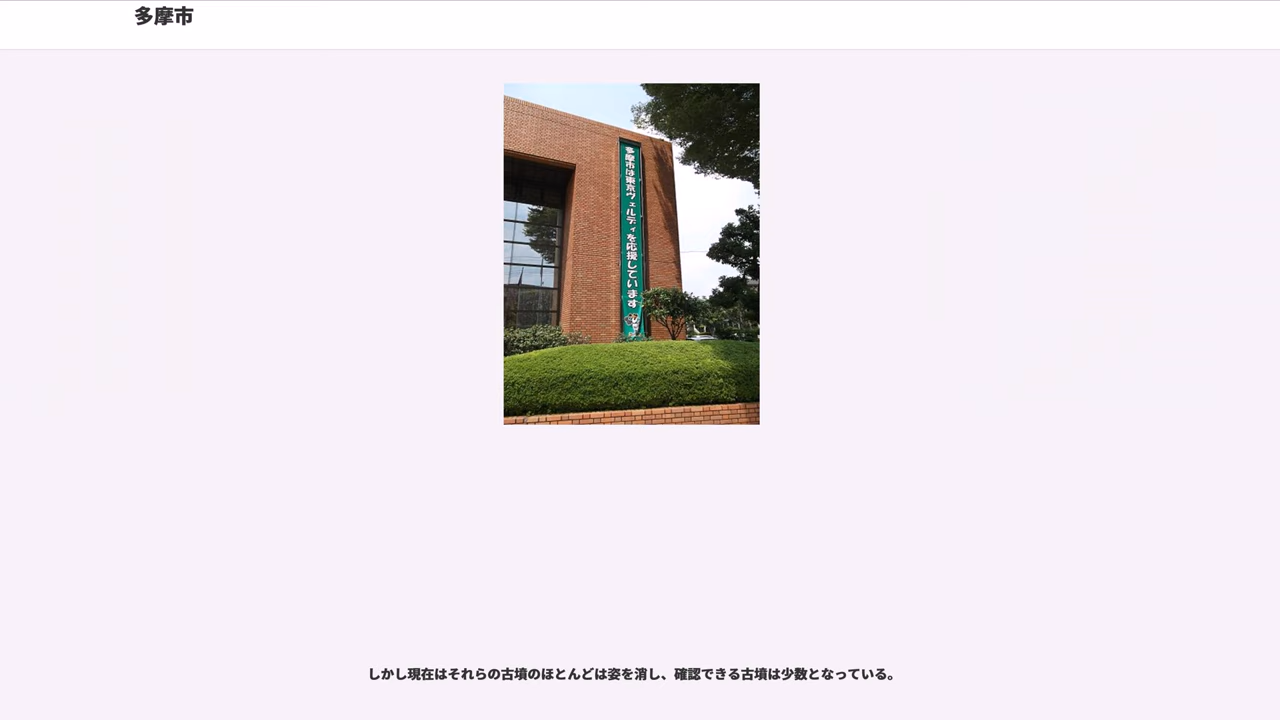 多摩市
多摩市は東京ヴェルディを応援しています
しかし現在はそれらの古墳のほとんどは姿を消し、確認できる古墳は少数となっている。